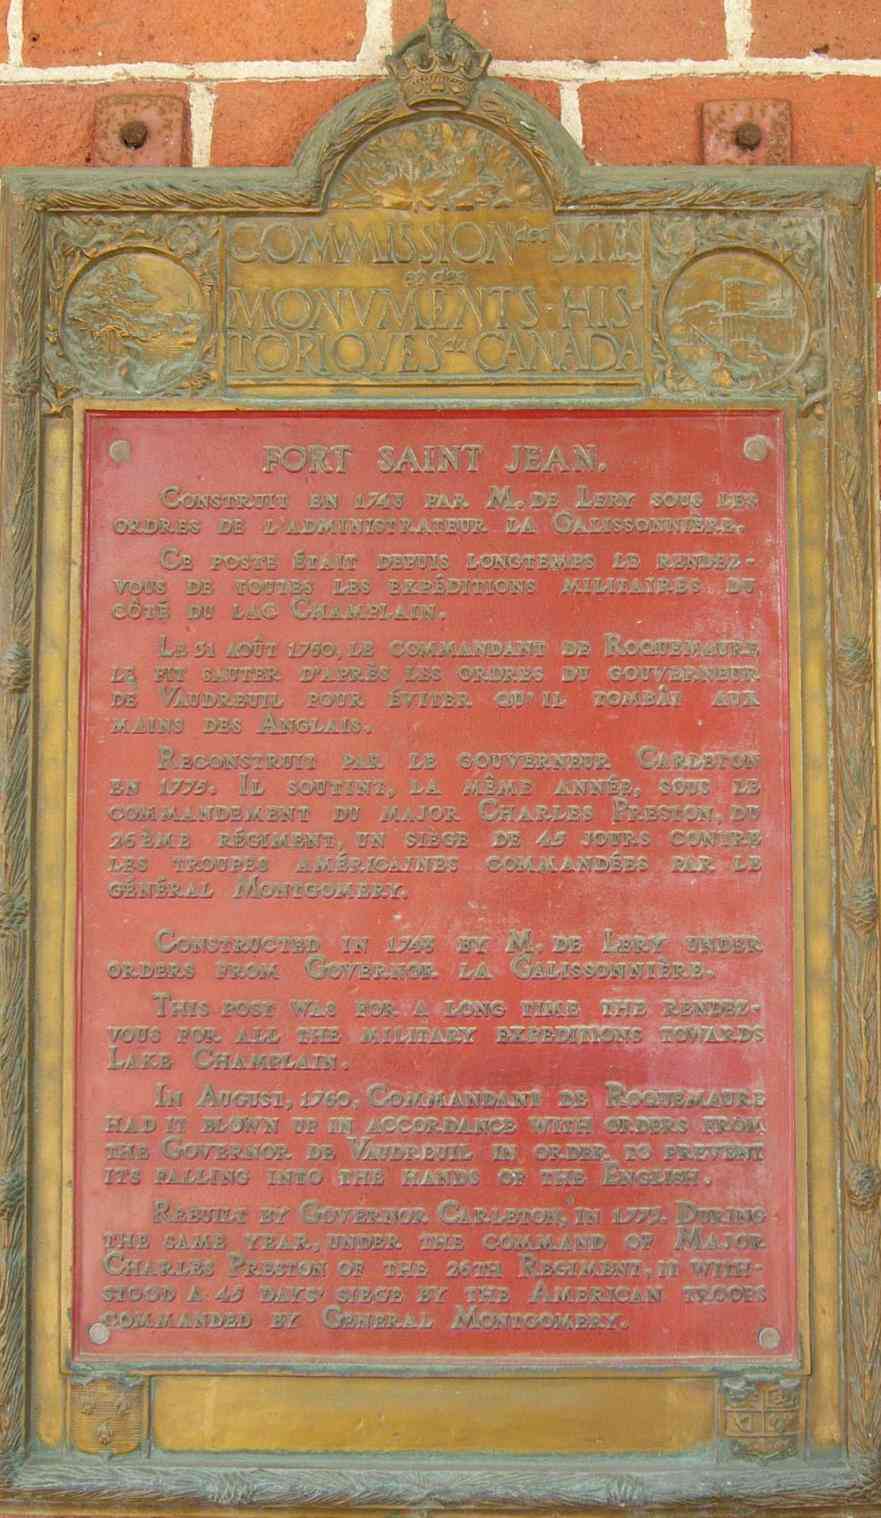 COMMISSION des SITES
et MONUMENTS HISTO-
RIQUES du CANADA
FORT SAINT JEAN.
CONSTRUIT EN 1743 PAR M. DE LERY SOUS LES
ORDRES DE L'ADMINISTRATEUR LA GALISSONNIERE.
CE POSTE ÉTAIT DEPUIS LONGTEMPS LE RENDEZ-
VOUS DE TOUTES LES EXPÉDITIONS MILITAIRES DU
CÔTÉ DU LAC CHAMPLAIN.
LE 31 AOÛT 1760, LE COMMANDANT DE ROQUEMAURE
LE FIT SAUTER D'APRÈS LES ORDRES DU GOUVERNEUR
DE VAUDREUIL POUR ÉVITER QU'IL TOMBÂT AUX
MAINS DES ANGLAIS.
RECONSTRUIT PAR LE GOUVERNEUR CARLETON
EN 1775. IL SOUTINT, LA MÊME ANNÉE, SOUS LE
COMMANDEMENT DU MAJOR CHARLES PRESTON DU
26ÈME RÉGIMENT, UN SIEGE DE 45 JOURS CONTRE
LES TROUPES AMÉRICAINES COMMANDÉES PAR LE
GÉNÉRAL MONTGOMERY.
CONSTRUCTED IN 1743 BY M. DE LERY UNDER
ORDERS FROM GOVERNOR LA GALISSONNIÈRE.
THIS POST WAS FOR A LONG TIME THE RENDEZ-
VOUS FOR ALL THE MILITARY EXPEDITIONS TOWARDS
LAKE CHAMPLAIN
IN AUGUST, 1760, COMMANDANT DE ROQUEMAURE
HAD IT BLOWN UP IN ACCORDANCE WITH ORDERS FROM
THE GOVERNOR, DE VAUDREUIL IN ORDER TO PREVENT
ITS FALLING INTO THE HANDS OF THE ENGLISH.
REBUILT BY GOVERNOR CARLETON, IN 1775. DURING
THE SAME YEAR, UNDER THE COMMAND OF MAJOR
CHARLES PRESTON OF THE 26TH REGIMENT, IT WITH-
STOOD A 45 DAYS' SIEGE BY THE AMERICAN TROOPS
COMMANDED BY GENERAL MONTGOMERY.